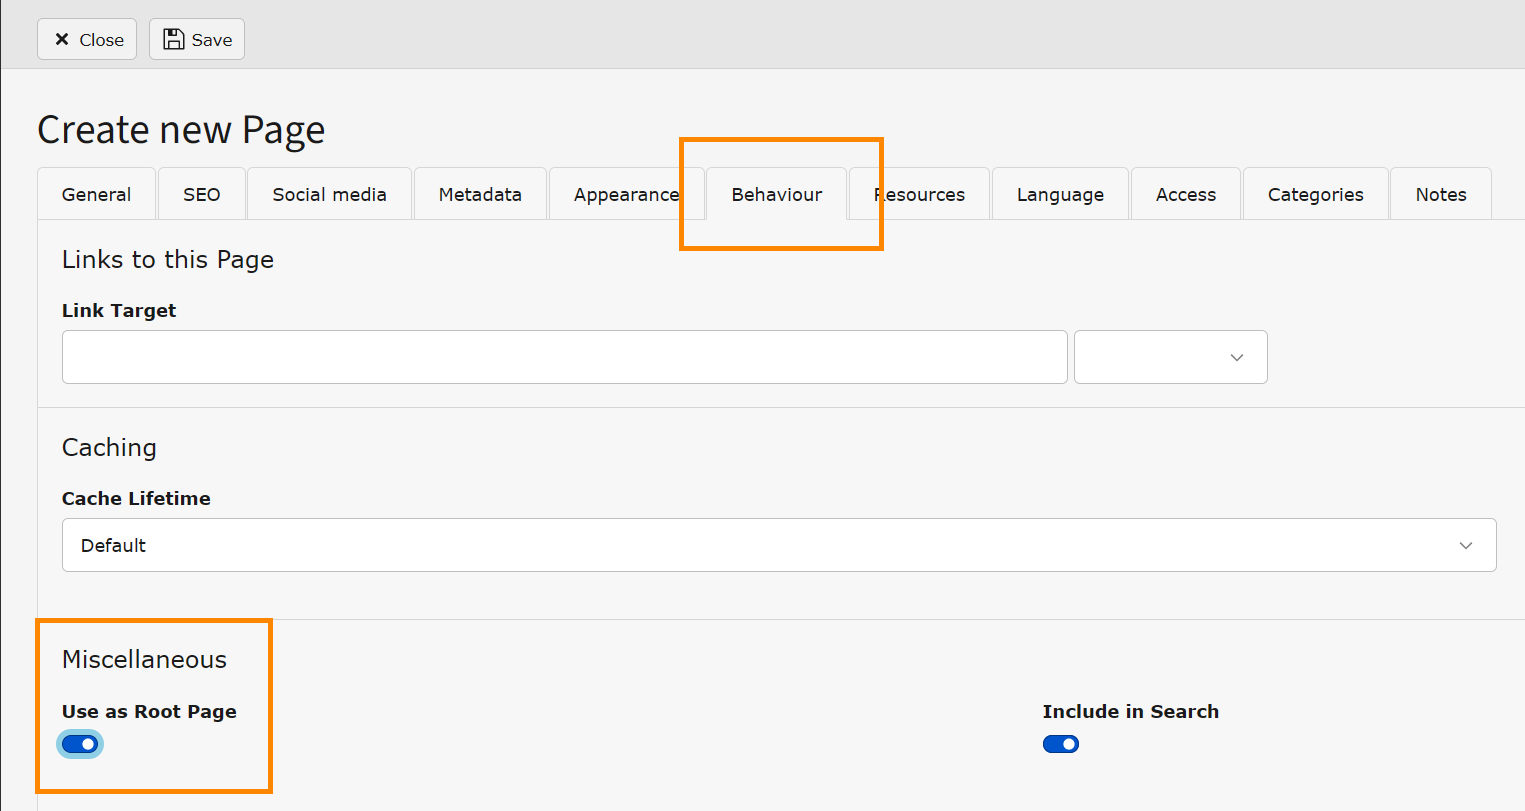 Close Save
Create new Page
General SEO Social media Metadata Appearance Behaviour Resources Language Access Categories Notes
Links to this Page
Link Target
Caching
Cache Lifetime
Default
Miscellaneous
Use as Root Page Include in Search